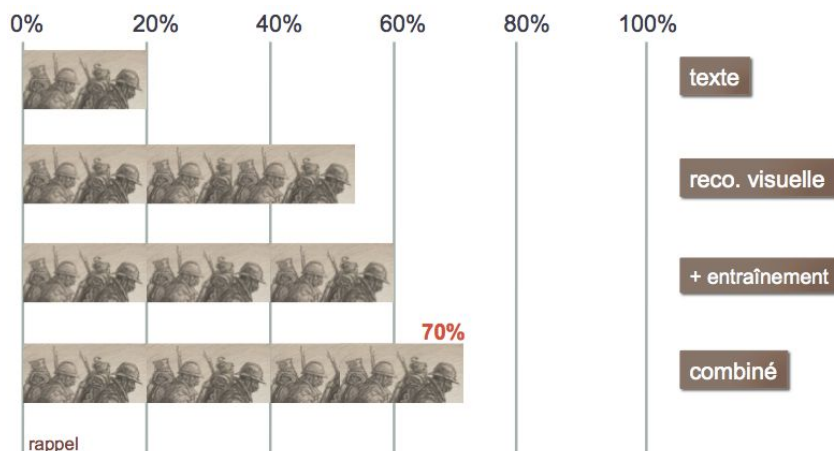 0% 20% 40% 60% 80% 100%
texte
reco. visuelle
+ entraînement
70%
combiné
rappel